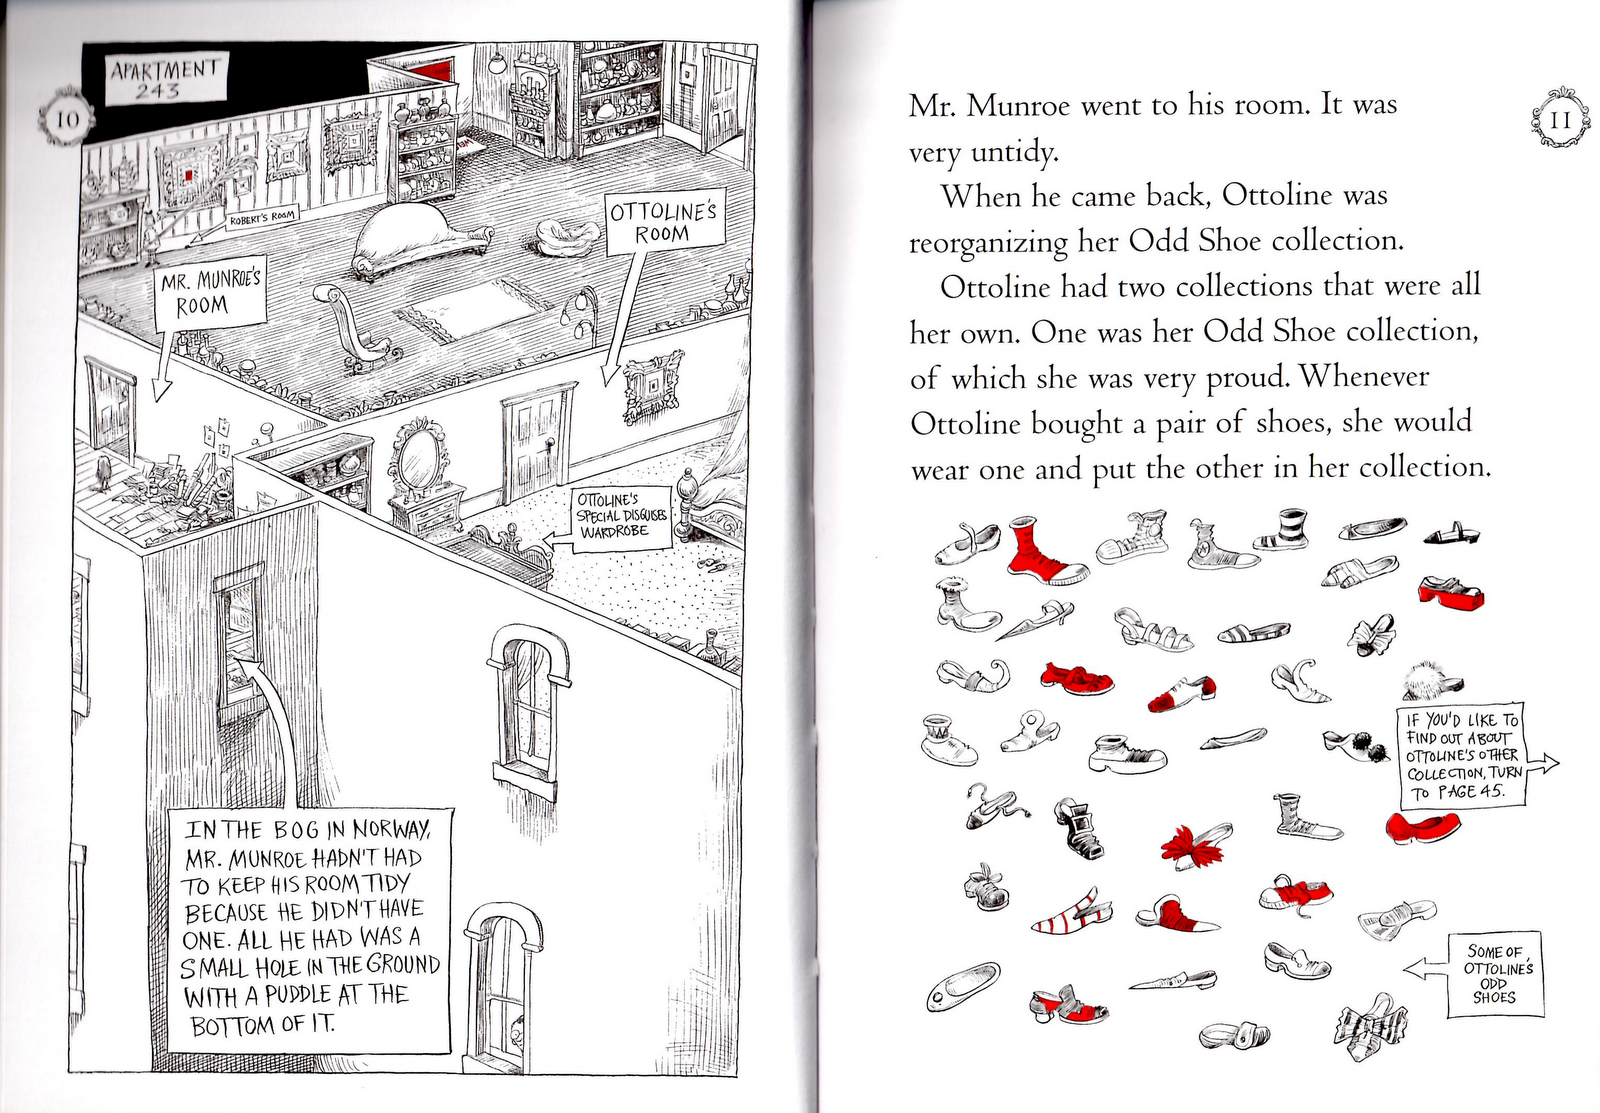 APARTMENT
243
10
ROBERT'S ROOM
OTTOLINE'S
ROOM
MR. MUNROE'S
ROOM
OTTOLINE'S
SPECIAL DISGUISES
WARDROBE
IN THE BOG IN NORWAY,
MR. MUNROE HADN'T HAD
TO KEEP HIS ROOM TIDY
BECAUSE HE DIDN'T HAVE
ONE. ALL HE HAD WAS A
SMALL HOLE IN THE GROUND
WITH A PUDDLE AT THE
BOTTOM OF IT.
11
Mr. Munroe went to his room. It was
very untidy.
When he came back, Ottoline was
reorganizing her Odd Shoe collection.
Ottoline had two collections that were all
her own. One was her Odd Shoe collection,
of which she was very proud. Whenever
Ottoline bought a pair of shoes, she would
wear one and put the other in her collection.
IF YOU'D LIKE TO
FIND OUT ABOUT
OTTOLINE'S OTHER
COLLECTION, TURN
TO PAGE 45.
SOME OF
OTTOLINE'S
ODD
SHOES